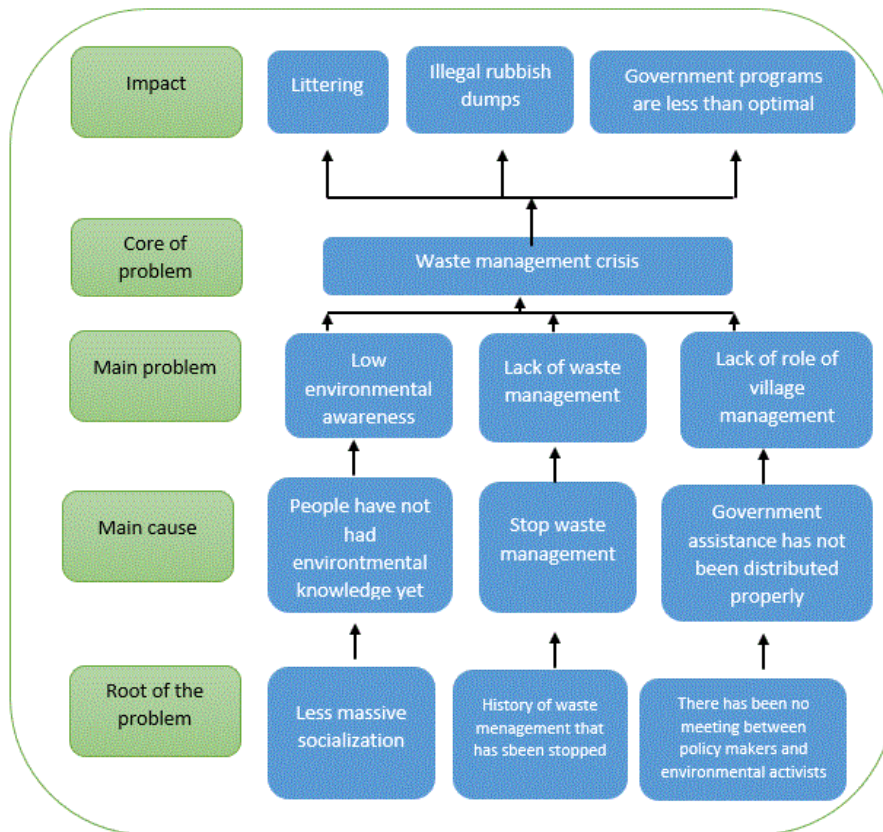 Impact
Littering
Illegal rubbish
dumps
Government programs
are less than optimal
Core of
problem
Waste management crisis
Main problem
Low
environmental
awareness
Lack of waste
management
Lack of role of
village
management
Main cause
People have not
had
environtmental
knowledge yet
Stop waste
management
Government
assistance has not
been distributed
properly
Root of the
problem
Less massive
socialization
History of waste
menagement that
has sbeen stopped
There has been no
meeting between
policy makers and
environmental activists